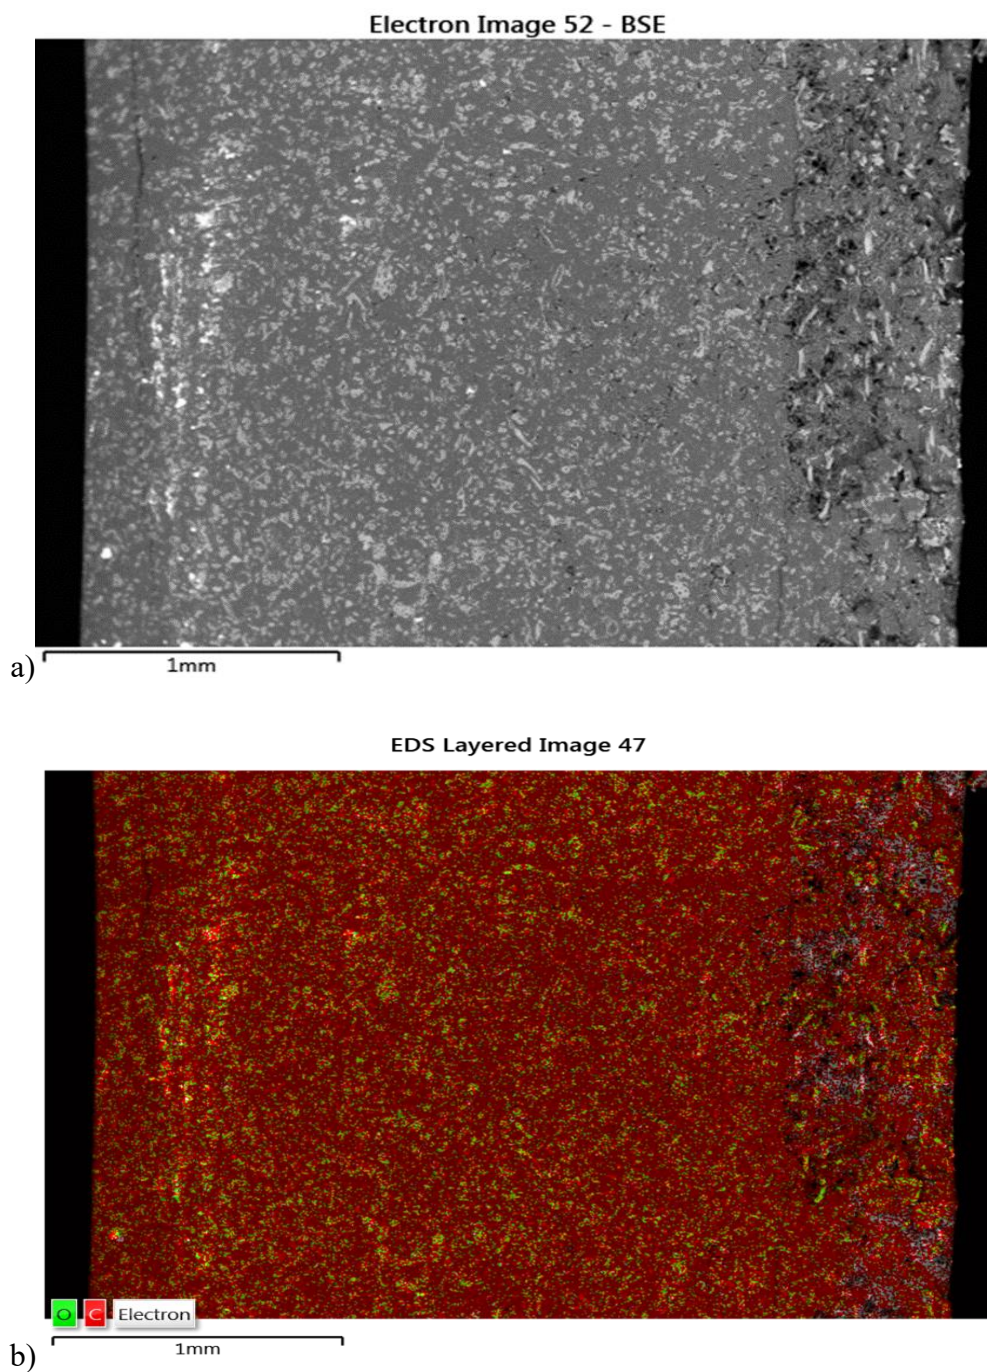 Electron Image 52 - BSE
1mm
a)
EDS Layered Image 47
O C Electron
1mm
b)